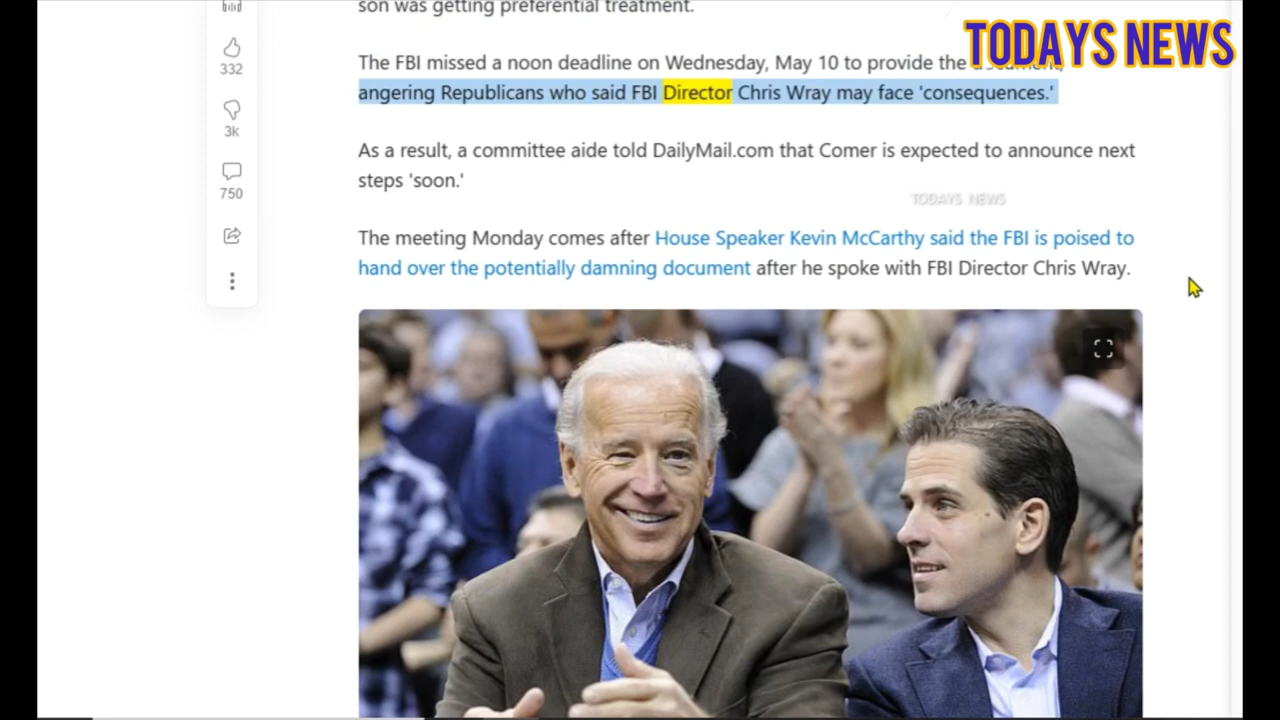 son was getting preferential treatment.
TODAYS NEWS
332
The FBI missed a noon deadline on Wednesday, May 10 to provide the document,
angering Republicans who said FBI Director Chris Wray may face 'consequences.'
3k
As a result, a committee aide told DailyMail.com that Comer is expected to announce next
steps 'soon.'
750
TODAYS NEWS
The meeting Monday comes after House Speaker Kevin McCarthy said the FBI is poised to
hand over the potentially damning document after he spoke with FBI Director Chris Wray.